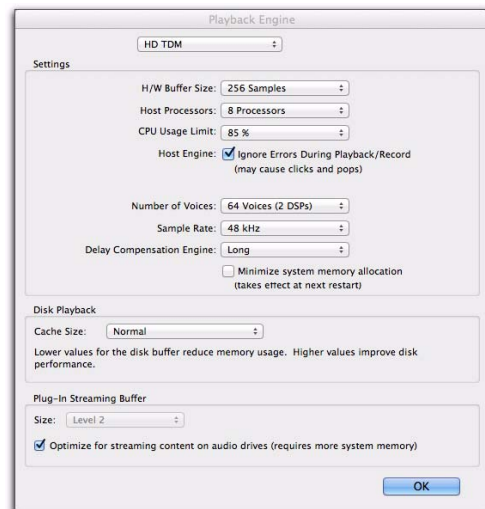 Playback Engine
HD TDM
Settings
H/W Buffer Size: 256 Samples
Host Processors: 8 Processors
CPU Usage Limit: 85 %
Host Engine: Ignore Errors During Playback/Record
(may cause clicks and pops)
Number of Voices: 64 Voices (2 DSPs)
Sample Rate: 48 kHz
Delay Compensation Engine: Long
Minimize system memory allocation
(takes effect at next restart)
Disk Playback
Cache Size: Normal
Lower values for the disk buffer reduce memory usage. Higher values improve disk
performance.
Plug-In Streaming Buffer
Size: Level 2
Optimize for streaming content on audio drives (requires more system memory)
OK